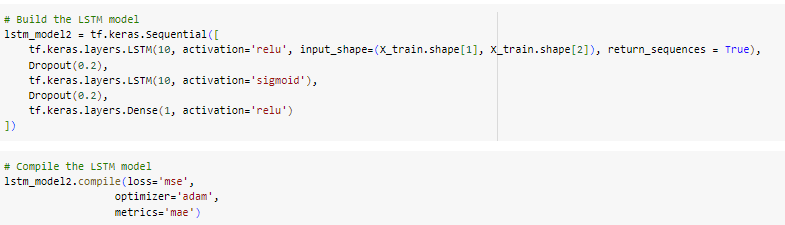 # Build the LSTM model
lstm_model2 = tf.keras.Sequential([
    tf.keras.layers.LSTM(10, activation='relu', input_shape=(X_train.shape[1], X_train.shape[2]), return_sequences = True),
    Dropout(0.2),
    tf.keras.layers.LSTM(10, activation='sigmoid'),
    Dropout(0.2),
    tf.keras.layers.Dense(1, activation='relu')
])
# Compile the LSTM model
lstm_model2.compile(loss='mse',
                optimizer='adam',
                metrics='mae')